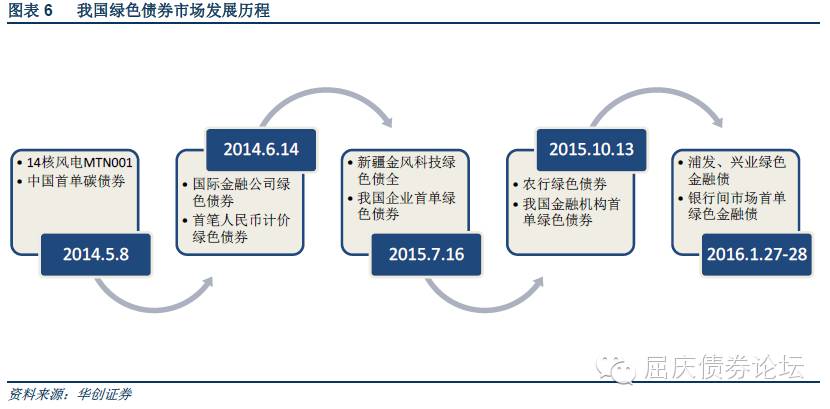 图表 6 我国绿色债券市场发展历程
• 14核风电MTN001
• 中国首单碳债券
2014.5.8
2014.6.14
• 国际金融公司绿
色债券
• 首笔人民币计价
绿色债券
• 新疆金风科技绿
色债全
• 我国企业首单绿
色债券
2015.7.16
2015.10.13
• 农行绿色债券
• 我国金融机构首
单绿色债券
• 浦发、兴业绿色
金融债
• 银行间市场首单
绿色金融债
2016.1.27-28
屈庆债券论坛
资料来源：华创证券